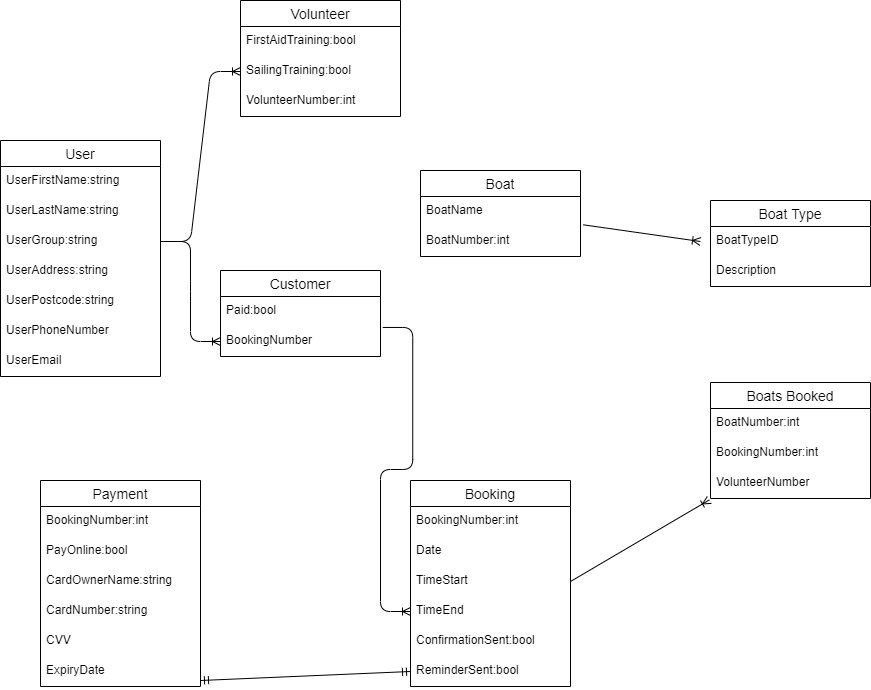 Volunteer
FirstAidTraining:bool
SailingTraining:bool
VolunteerNumber:int
User
UserFirstName:string
UserLastName:string
UserGroup:string
UserAddress:string
UserPostcode:string
UserPhoneNumber
UserEmail
Boat
BoatName
BoatNumber:int
Boat Type
BoatTypeID
Description
Customer
Paid:bool
BookingNumber
Boats Booked
BoatNumber:int
BookingNumber:int
VolunteerNumber
Payment
BookingNumber:int
PayOnline:bool
CardOwnerName:string
CardNumber:string
CVV
ExpiryDate
Booking
BookingNumber:int
Date
TimeStart
TimeEnd
ConfirmationSent:bool
ReminderSent:bool